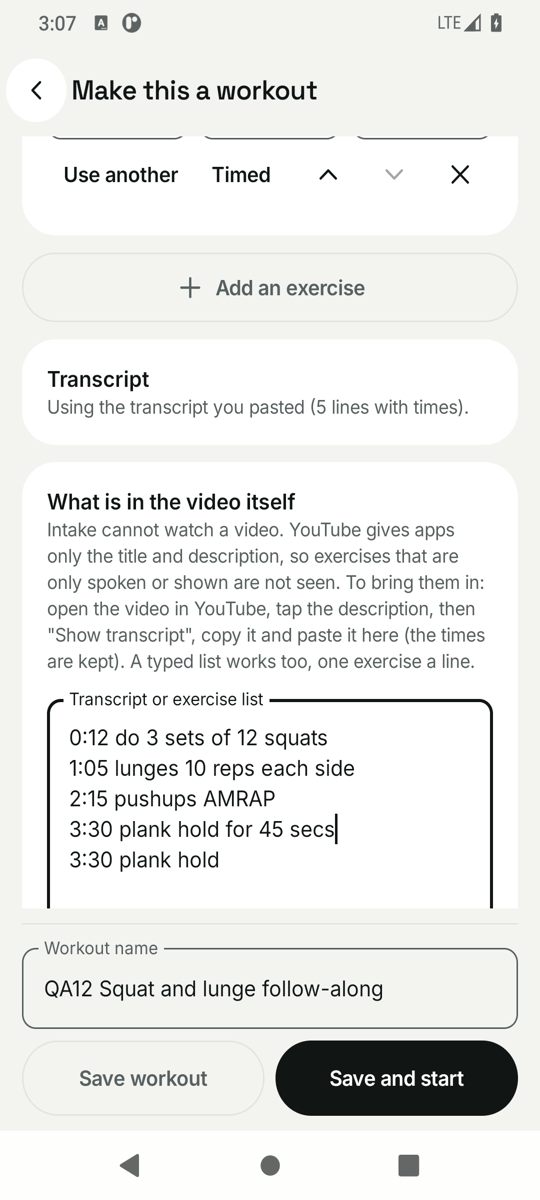 3:07
LTE
Make this a workout
Use another Timed
Add an exercise
Transcript
Using the transcript you pasted (5 lines with times).
What is in the video itself
Intake cannot watch a video. YouTube gives apps
only the title and description, so exercises that are
only spoken or shown are not seen. To bring them in:
open the video in YouTube, tap the description, then
"Show transcript", copy it and paste it here (the times
are kept). A typed list works too, one exercise a line.
Transcript or exercise list
0:12 do 3 sets of 12 squats
1:05 lunges 10 reps each side
2:15 pushups AMRAP
3:30 plank hold for 45 secs
3:30 plank hold
Workout name
QA12 Squat and lunge follow-along
Save workout
Save and start